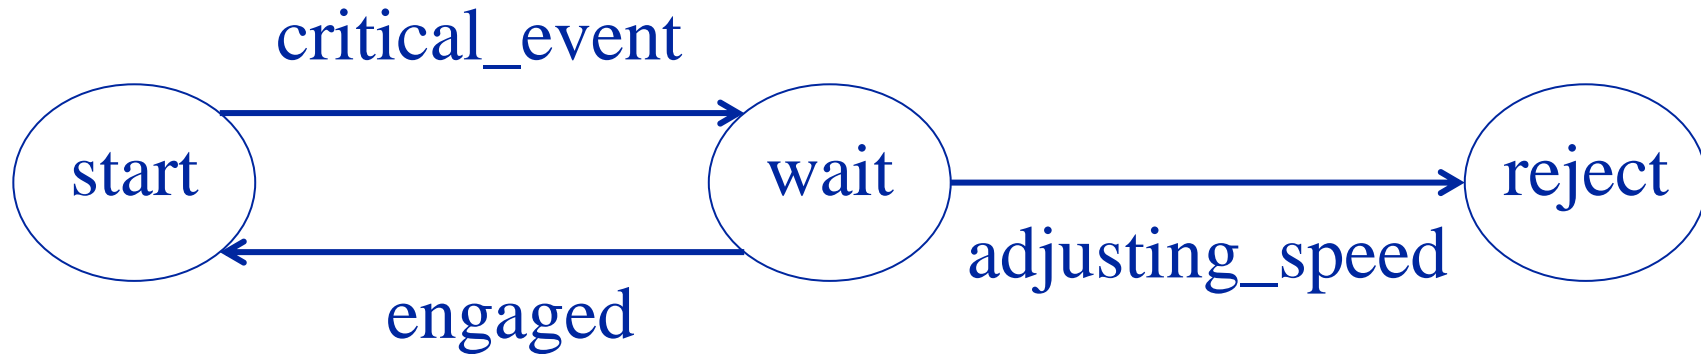 critical_event
start
wait
reject
adjusting_speed
engaged